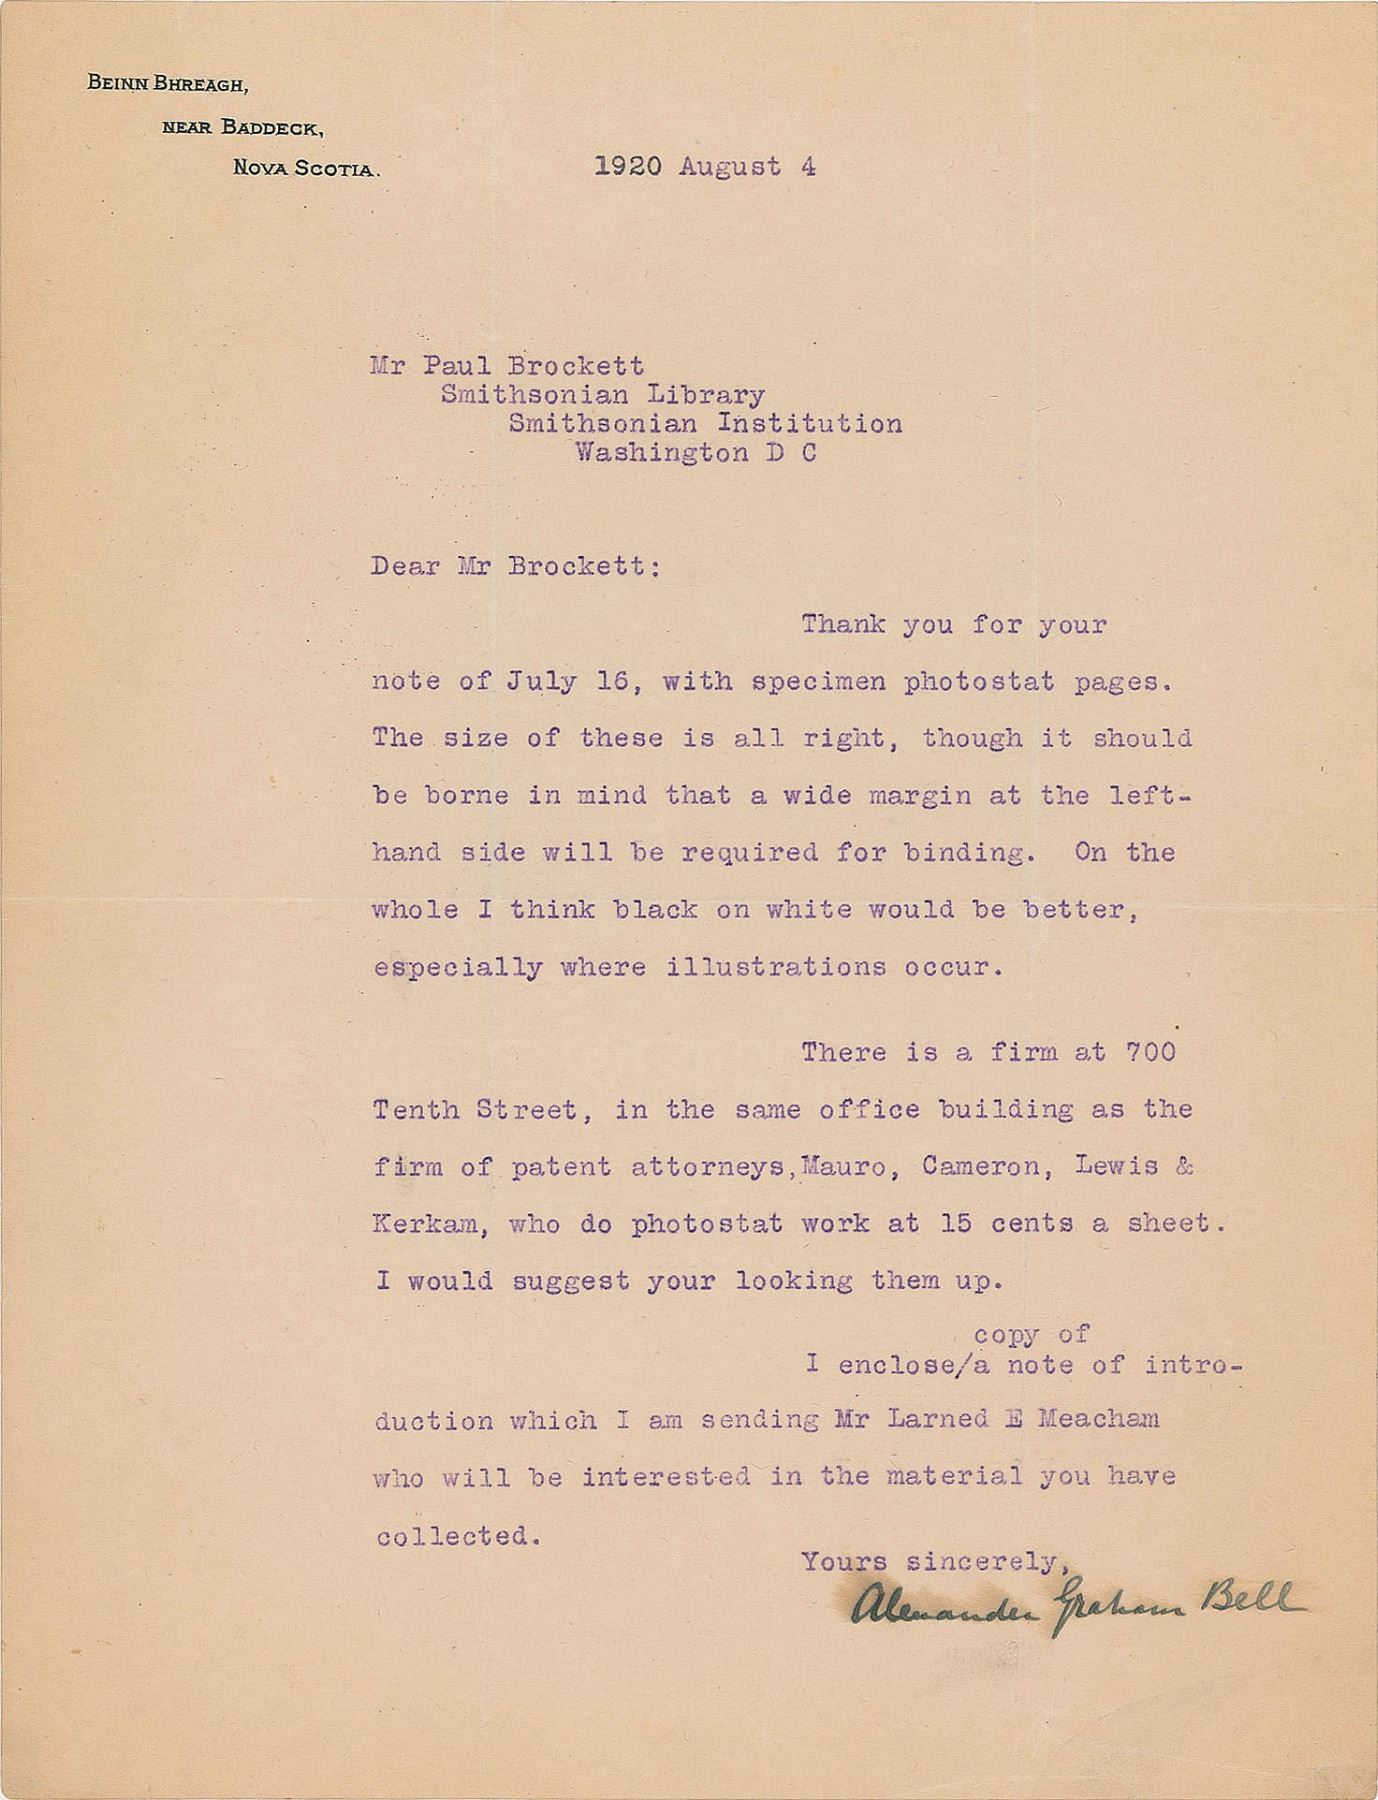 Beinn Bhreagh,
near Baddeck,
Nova Scotia.
1920 August 4
Mr Paul Brockett
Smithsonian Library
Smithsonian Institution
Washington D C
Dear Mr Brockett:
Thank you for your
note of July 16, with specimen photostat pages.
The size of these is all right, though it should
be borne in mind that a wide margin at the left-
hand side will be required for binding. On the
whole I think black on white would be better,
especially where illustrations occur.
There is a firm at 700
Tenth Street, in the same office building as the
firm of patent attorneys,Mauro, Cameron, Lewis &
Kerkam, who do photostat work at 15 cents a sheet.
I would suggest your looking them up.
copy of
I enclose/a note of intro-
duction which I am sending Mr Larned E Meacham
who will be interested in the material you have
collected.
Yours sincerely,
Alexander Graham Bell